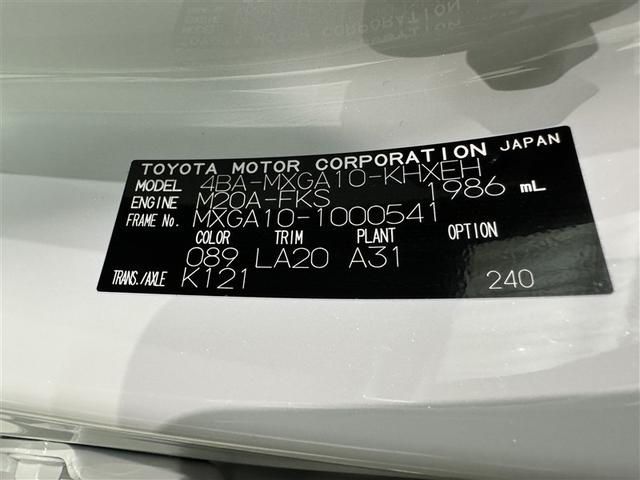 TOYOTA MOTOR CORPORATION JAPAN
MODEL 4BA-MXGA10-KHXEH
ENGINE M20A-FKS 1986 mL
FRAME No. MXGA10-1000541
COLOR TRIM PLANT OPTION
089 LA20 A31
TRANS./AXLE K121 240